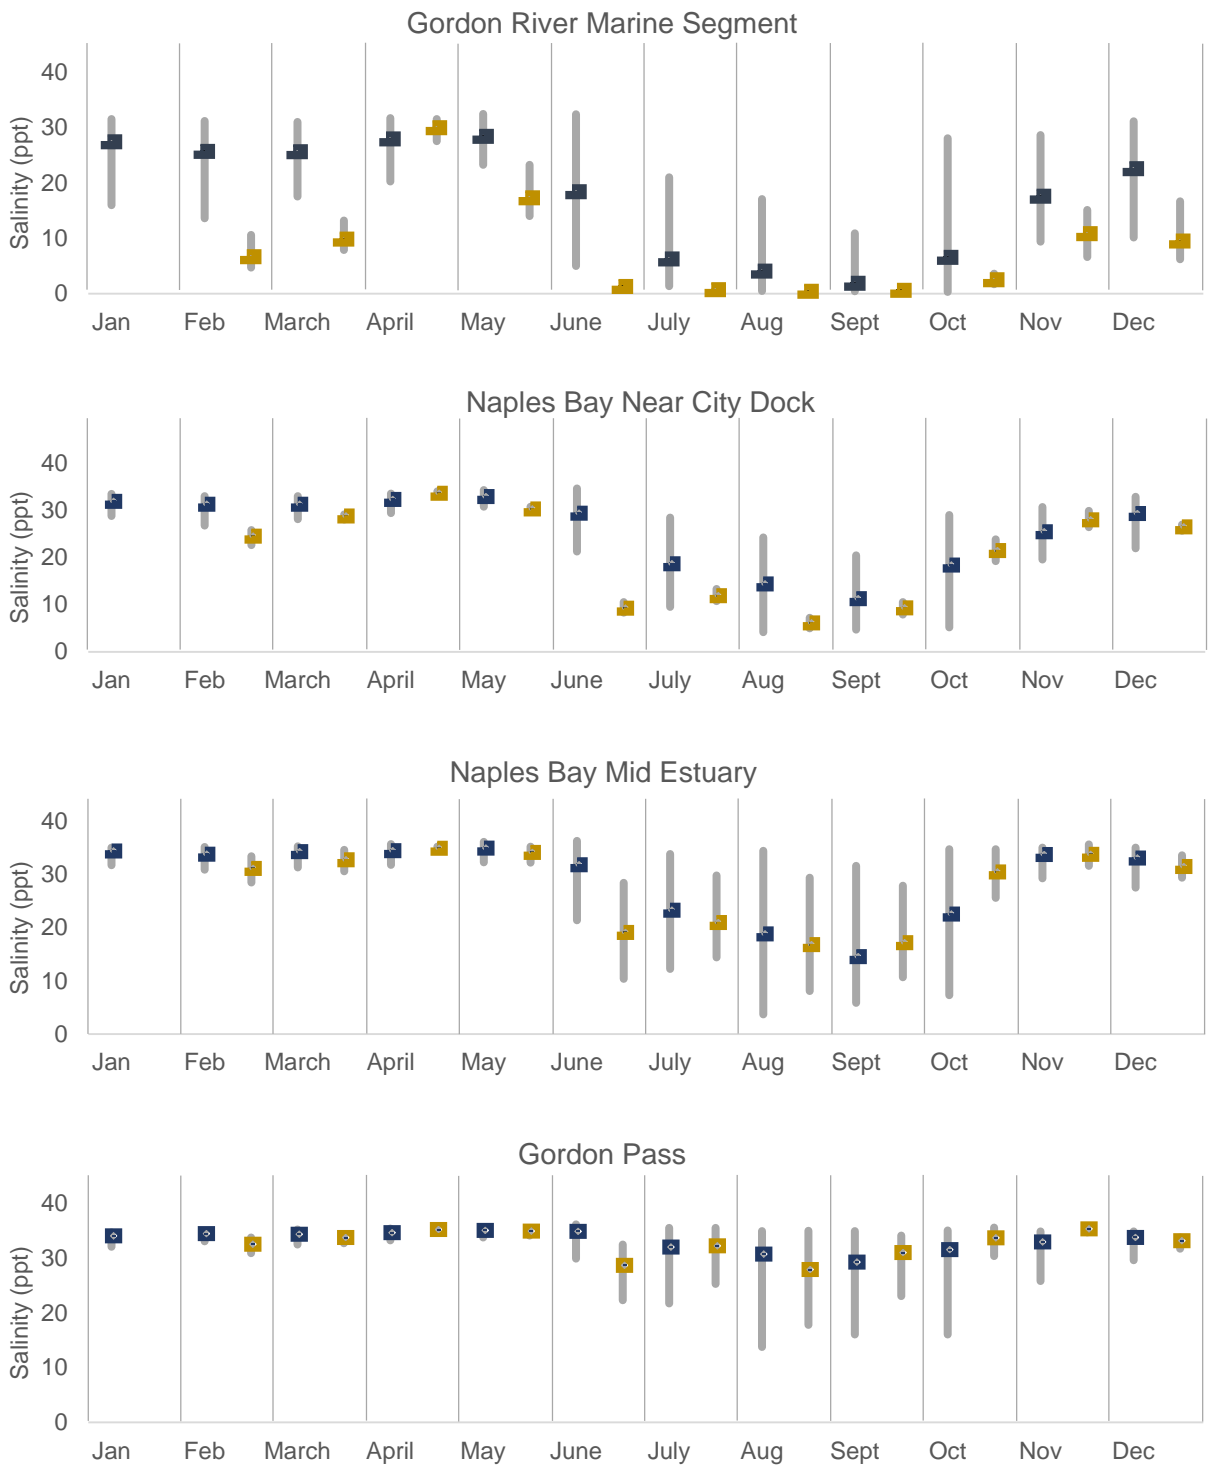 Gordon River Marine Segment
Salinity (ppt)
40
30
20
10
0
Jan Feb March April May June July Aug Sept Oct Nov Dec
Naples Bay Near City Dock
Salinity (ppt)
40
30
20
10
0
Jan Feb March April May June July Aug Sept Oct Nov Dec
Naples Bay Mid Estuary
Salinity (ppt)
40
30
20
10
0
Jan Feb March April May June July Aug Sept Oct Nov Dec
Gordon Pass
Salinity (ppt)
40
30
20
10
0
Jan Feb March April May June July Aug Sept Oct Nov Dec